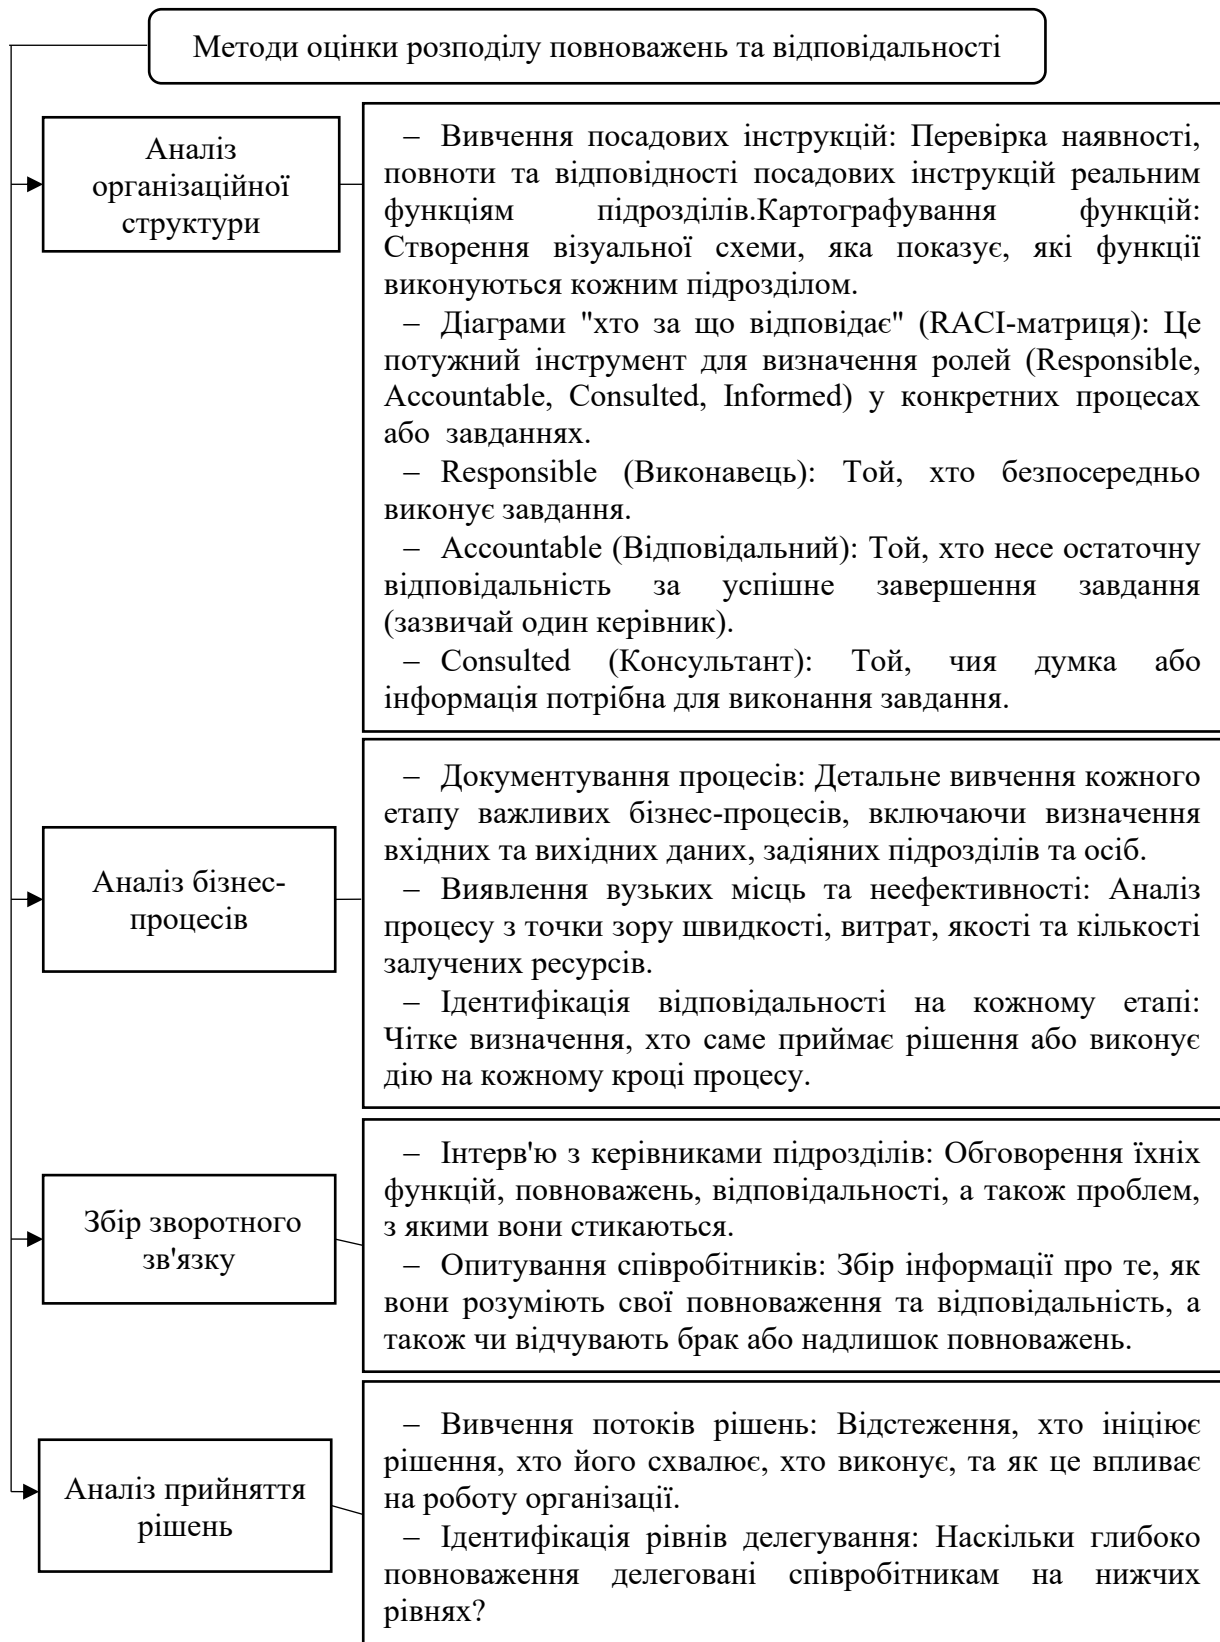 Методи оцінки розподілу повноважень та відповідальності
Аналіз
організаційної
структури
– Вивчення посадових інструкцій: Перевірка наявності,
повноти та відповідності посадових інструкцій реальним
функціям підрозділів.Картографування функцій:
Створення візуальної схеми, яка показує, які функції
виконуються кожним підрозділом.
– Діаграми "хто за що відповідає" (RACI-матриця): Це
потужний інструмент для визначення ролей (Responsible,
Accountable, Consulted, Informed) у конкретних процесах
або завданнях.
– Responsible (Виконавець): Той, хто безпосередньо
виконує завдання.
– Accountable (Відповідальний): Той, хто несе остаточну
відповідальність за успішне завершення завдання
(зазвичай один керівник).
– Consulted (Консультант): Той, чия думка або
інформація потрібна для виконання завдання.
Аналіз бізнес-
процесів
– Документування процесів: Детальне вивчення кожного
етапу важливих бізнес-процесів, включаючи визначення
вхідних та вихідних даних, задіяних підрозділів та осіб.
– Виявлення вузьких місць та неефективності: Аналіз
процесу з точки зору швидкості, витрат, якості та кількості
залучених ресурсів.
– Ідентифікація відповідальності на кожному етапі:
Чітке визначення, хто саме приймає рішення або виконує
дію на кожному кроці процесу.
Збір зворотного
зв'язку
– Інтерв'ю з керівниками підрозділів: Обговорення їхніх
функцій, повноважень, відповідальності, а також проблем,
з якими вони стикаються.
– Опитування співробітників: Збір інформації про те, як
вони розуміють свої повноваження та відповідальність, а
також чи відчувають брак або надлишок повноважень.
Аналіз прийняття
рішень
– Вивчення потоків рішень: Відстеження, хто ініціює
рішення, хто його схвалює, хто виконує, та як це впливає
на роботу організації.
– Ідентифікація рівнів делегування: Наскільки глибоко
повноваження делеговані співробітникам на нижчих
рівнях?